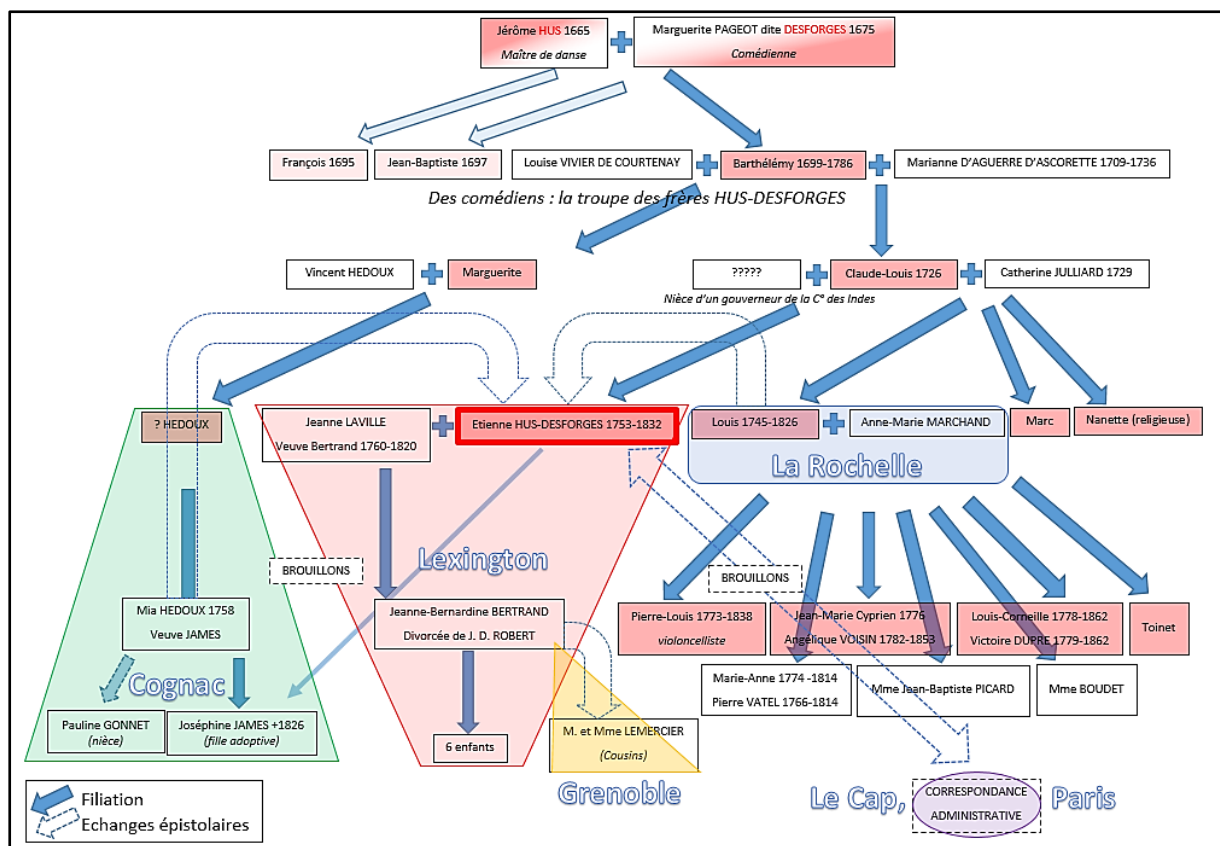 Jérôme HUS 1665
Maître de danse
Marguerite PAGEOT dite DESFORGES 1675
Comédienne
François 1695
Jean-Baptiste 1697
Louise VIVIER DE COURTENAY
Barthélémy 1699-1786
Marianne D'AGUERRE D'ASCORETTE 1709-1736
Des comédiens : la troupe des frères HUS-DESFORGES
Vincent HEDOUX
Marguerite
?????
Claude-Louis 1726
Catherine JULLIARD 1729
Nièce d'un gouverneur de la C° des Indes
? HEDOUX
Jeanne LAVILLE
Veuve Bertrand 1760-1820
Etienne HUS-DESFORGES 1753-1832
Louis 1745-1826
Anne-Marie MARCHAND
Marc
Nanette (religieuse)
La Rochelle
Lexington
BROUILLONS
BROUILLONS
Mia HEDOUX 1758
Veuve JAMES
Jeanne-Bernardine BERTRAND
Divorcée de J. D. ROBERT
Pierre-Louis 1773-1838
violoncelliste
Jean-Marie Cyprien 1776
Angélique VOISIN 1782-1853
Louis-Corneille 1778-1862
Victoire DUPRE 1779-1862
Toinet
Cognac
Marie-Anne 1774 -1814
Pierre VATEL 1766-1814
Mme Jean-Baptiste PICARD
Mme BOUDET
Pauline GONNET
(nièce)
Joséphine JAMES +1826
(fille adoptive)
6 enfants
M. et Mme LEMERCIER
(Cousins)
Grenoble
Le Cap,
CORRESPONDANCE
ADMINISTRATIVE
Paris
Filiation
Echanges épistolaires